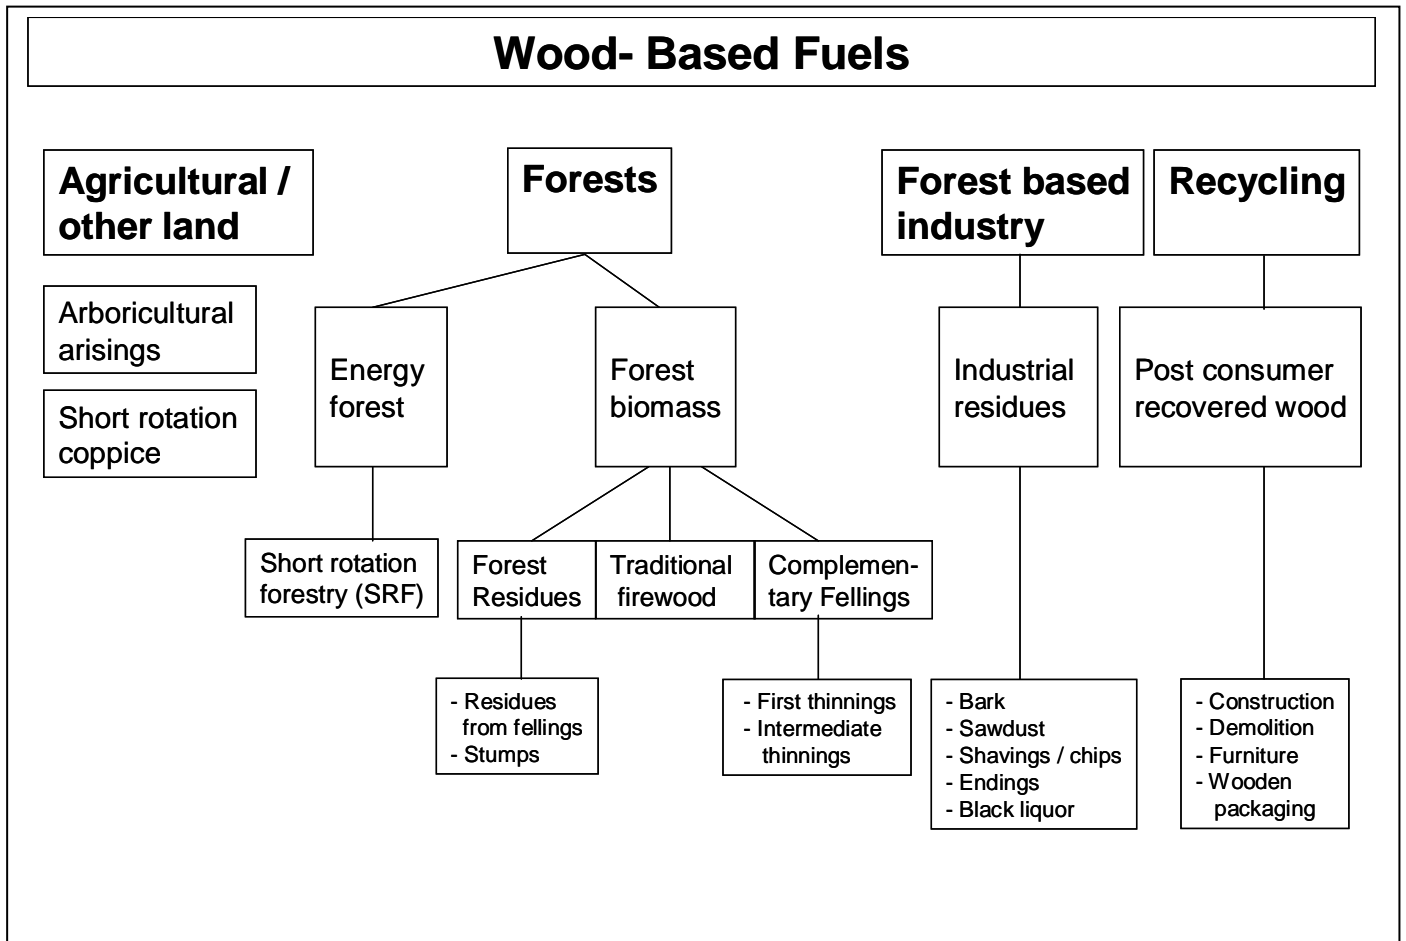 Wood- Based Fuels
Agricultural /
other land
Forests
Forest based
industry
Recycling
Arboricultural
arisings
Short rotation
coppice
Energy
forest
Forest
biomass
Industrial
residues
Post consumer
recovered wood
Short rotation
forestry (SRF)
Forest
Residues
Traditional
firewood
Complemen-
tary Fellings
- Residues
from fellings
- Stumps
- First thinnings
- Intermediate
thinnings
- Bark
- Sawdust
- Shavings / chips
- Endings
- Black liquor
- Construction
- Demolition
- Furniture
- Wooden
packaging